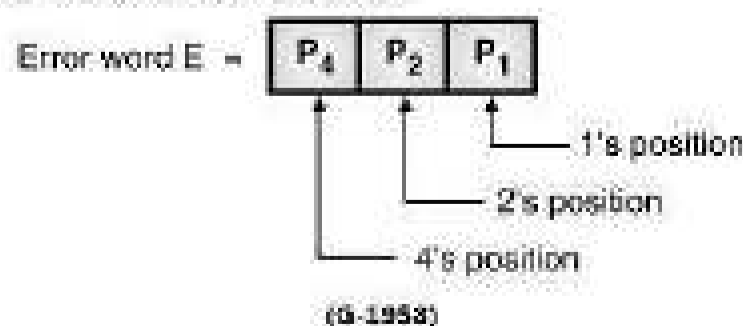 Error word E = P4 P2 P1
1's position
2's position
4's position
(G-1953)